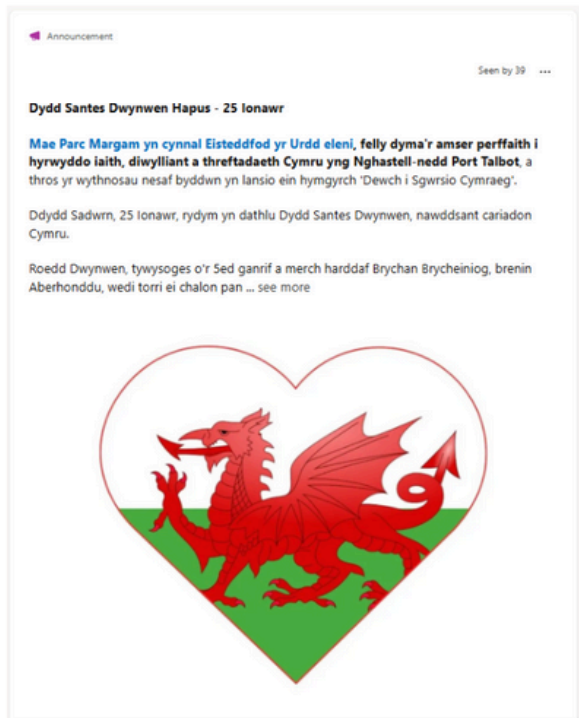 Announcement
Seen by 39 ...
Dydd Santes Dwynwen Hapus - 25 Ionawr
Mae Parc Margam yn cynnal Eisteddfod yr Urdd eleni, felly dyma'r amser perffaith i
hyrwyddo iaith, diwylliant a threftadaeth Cymru yng Nghastell-nedd Port Talbot, a
thros yr wythnosau nesaf byddwn yn lansio ein hymgyrch 'Dewch i Sgwrsio Cymraeg'.
Ddydd Sadwrn, 25 Ionawr, rydym yn dathlu Dydd Santes Dwynwen, nawddsant cariadon
Cymru.
Roedd Dwynwen, tywysoges o'r 5ed ganrif a merch harddaf Brychan Brycheiniog, brenin
Aberhonddu, wedi torri ei chalon pan ... see more